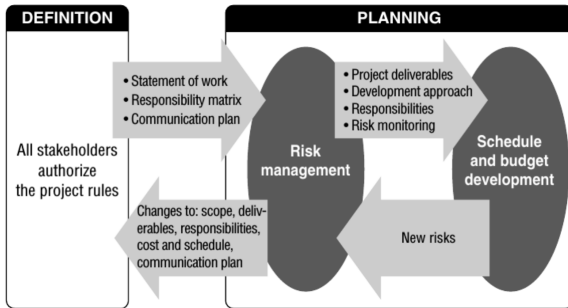 DEFINITION
PLANNING
• Statement of work
• Responsibility matrix
• Communication plan
• Project deliverables
• Development approach
• Responsibilities
• Risk monitoring
All stakeholders
authorize
the project rules
Risk
management
Schedule
and budget
development
Changes to: scope, deliv-
erables, responsibilities,
cost and schedule,
communication plan
New risks